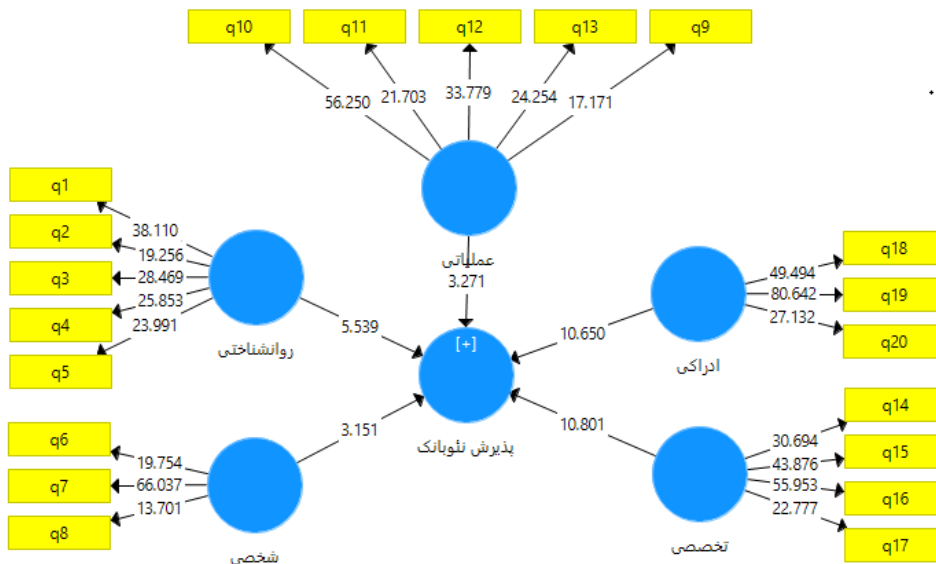 q10
q11
q12
q13
q9
56.250
21.703
33.779
24.254
17.171
q1
q2
q3
q4
q5
38.110
19.256
28.469
25.853
23.991
روانشناختی
5.539
عملیاتی
3.271
q18
q19
q20
49.494
80.642
27.132
ادراکی
10.650
[+]
پذیرش نئوبانک
q6
q7
q8
19.754
66.037
13.701
شخصی
3.151
q14
q15
q16
q17
30.694
43.876
55.953
22.777
تخصصی
10.801